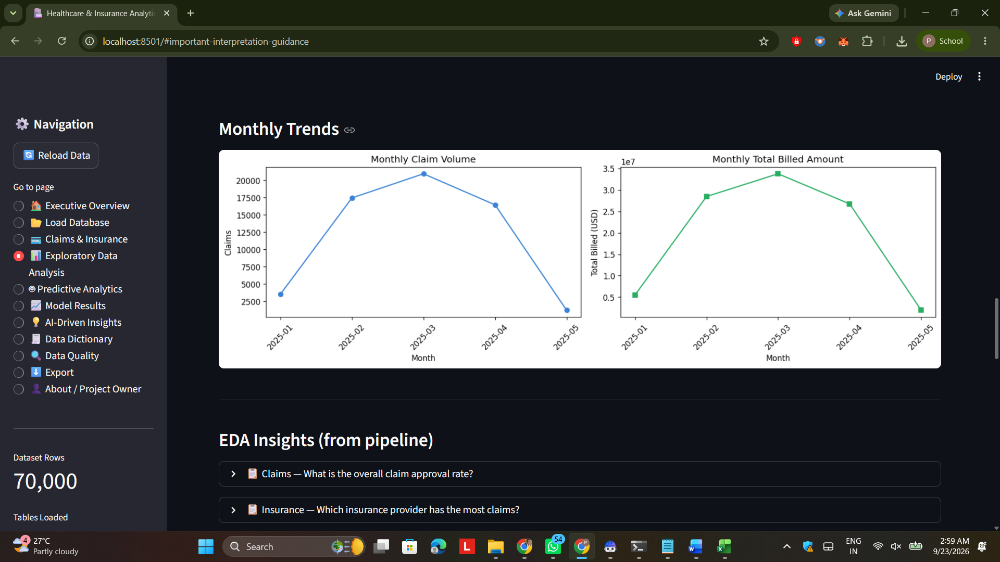 Healthcare & Insurance Analytic
Ask Gemini
localhost:8501/#important-interpretation-guidance
P School
Deploy
Navigation
Reload Data
Go to page
Executive Overview
Load Database
Claims & Insurance
Exploratory Data
Analysis
Predictive Analytics
Model Results
AI-Driven Insights
Data Dictionary
Data Quality
Export
About / Project Owner
Dataset Rows
70,000
Tables Loaded
Monthly Trends
Monthly Claim Volume
Claims
20000
17500
15000
12500
10000
7500
5000
2500
2025-01
2025-02
2025-03
2025-04
2025-05
Month
Monthly Total Billed Amount
1e7
Total Billed (USD)
3.5
3.0
2.5
2.0
1.5
1.0
0.5
2025-01
2025-02
2025-03
2025-04
2025-05
Month
EDA Insights (from pipeline)
Claims — What is the overall claim approval rate?
Insurance — Which insurance provider has the most claims?
4
27°C
Partly cloudy
Search
L
54
P
W
X
ENG
IN
2:59 AM
9/23/2026